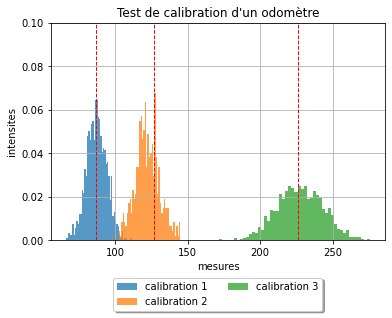 Test de calibration d'un odomètre
0.10
0.08
0.06
0.04
0.02
0.00
intensites
100
150
200
250
mesures
calibration 1
calibration 2
calibration 3